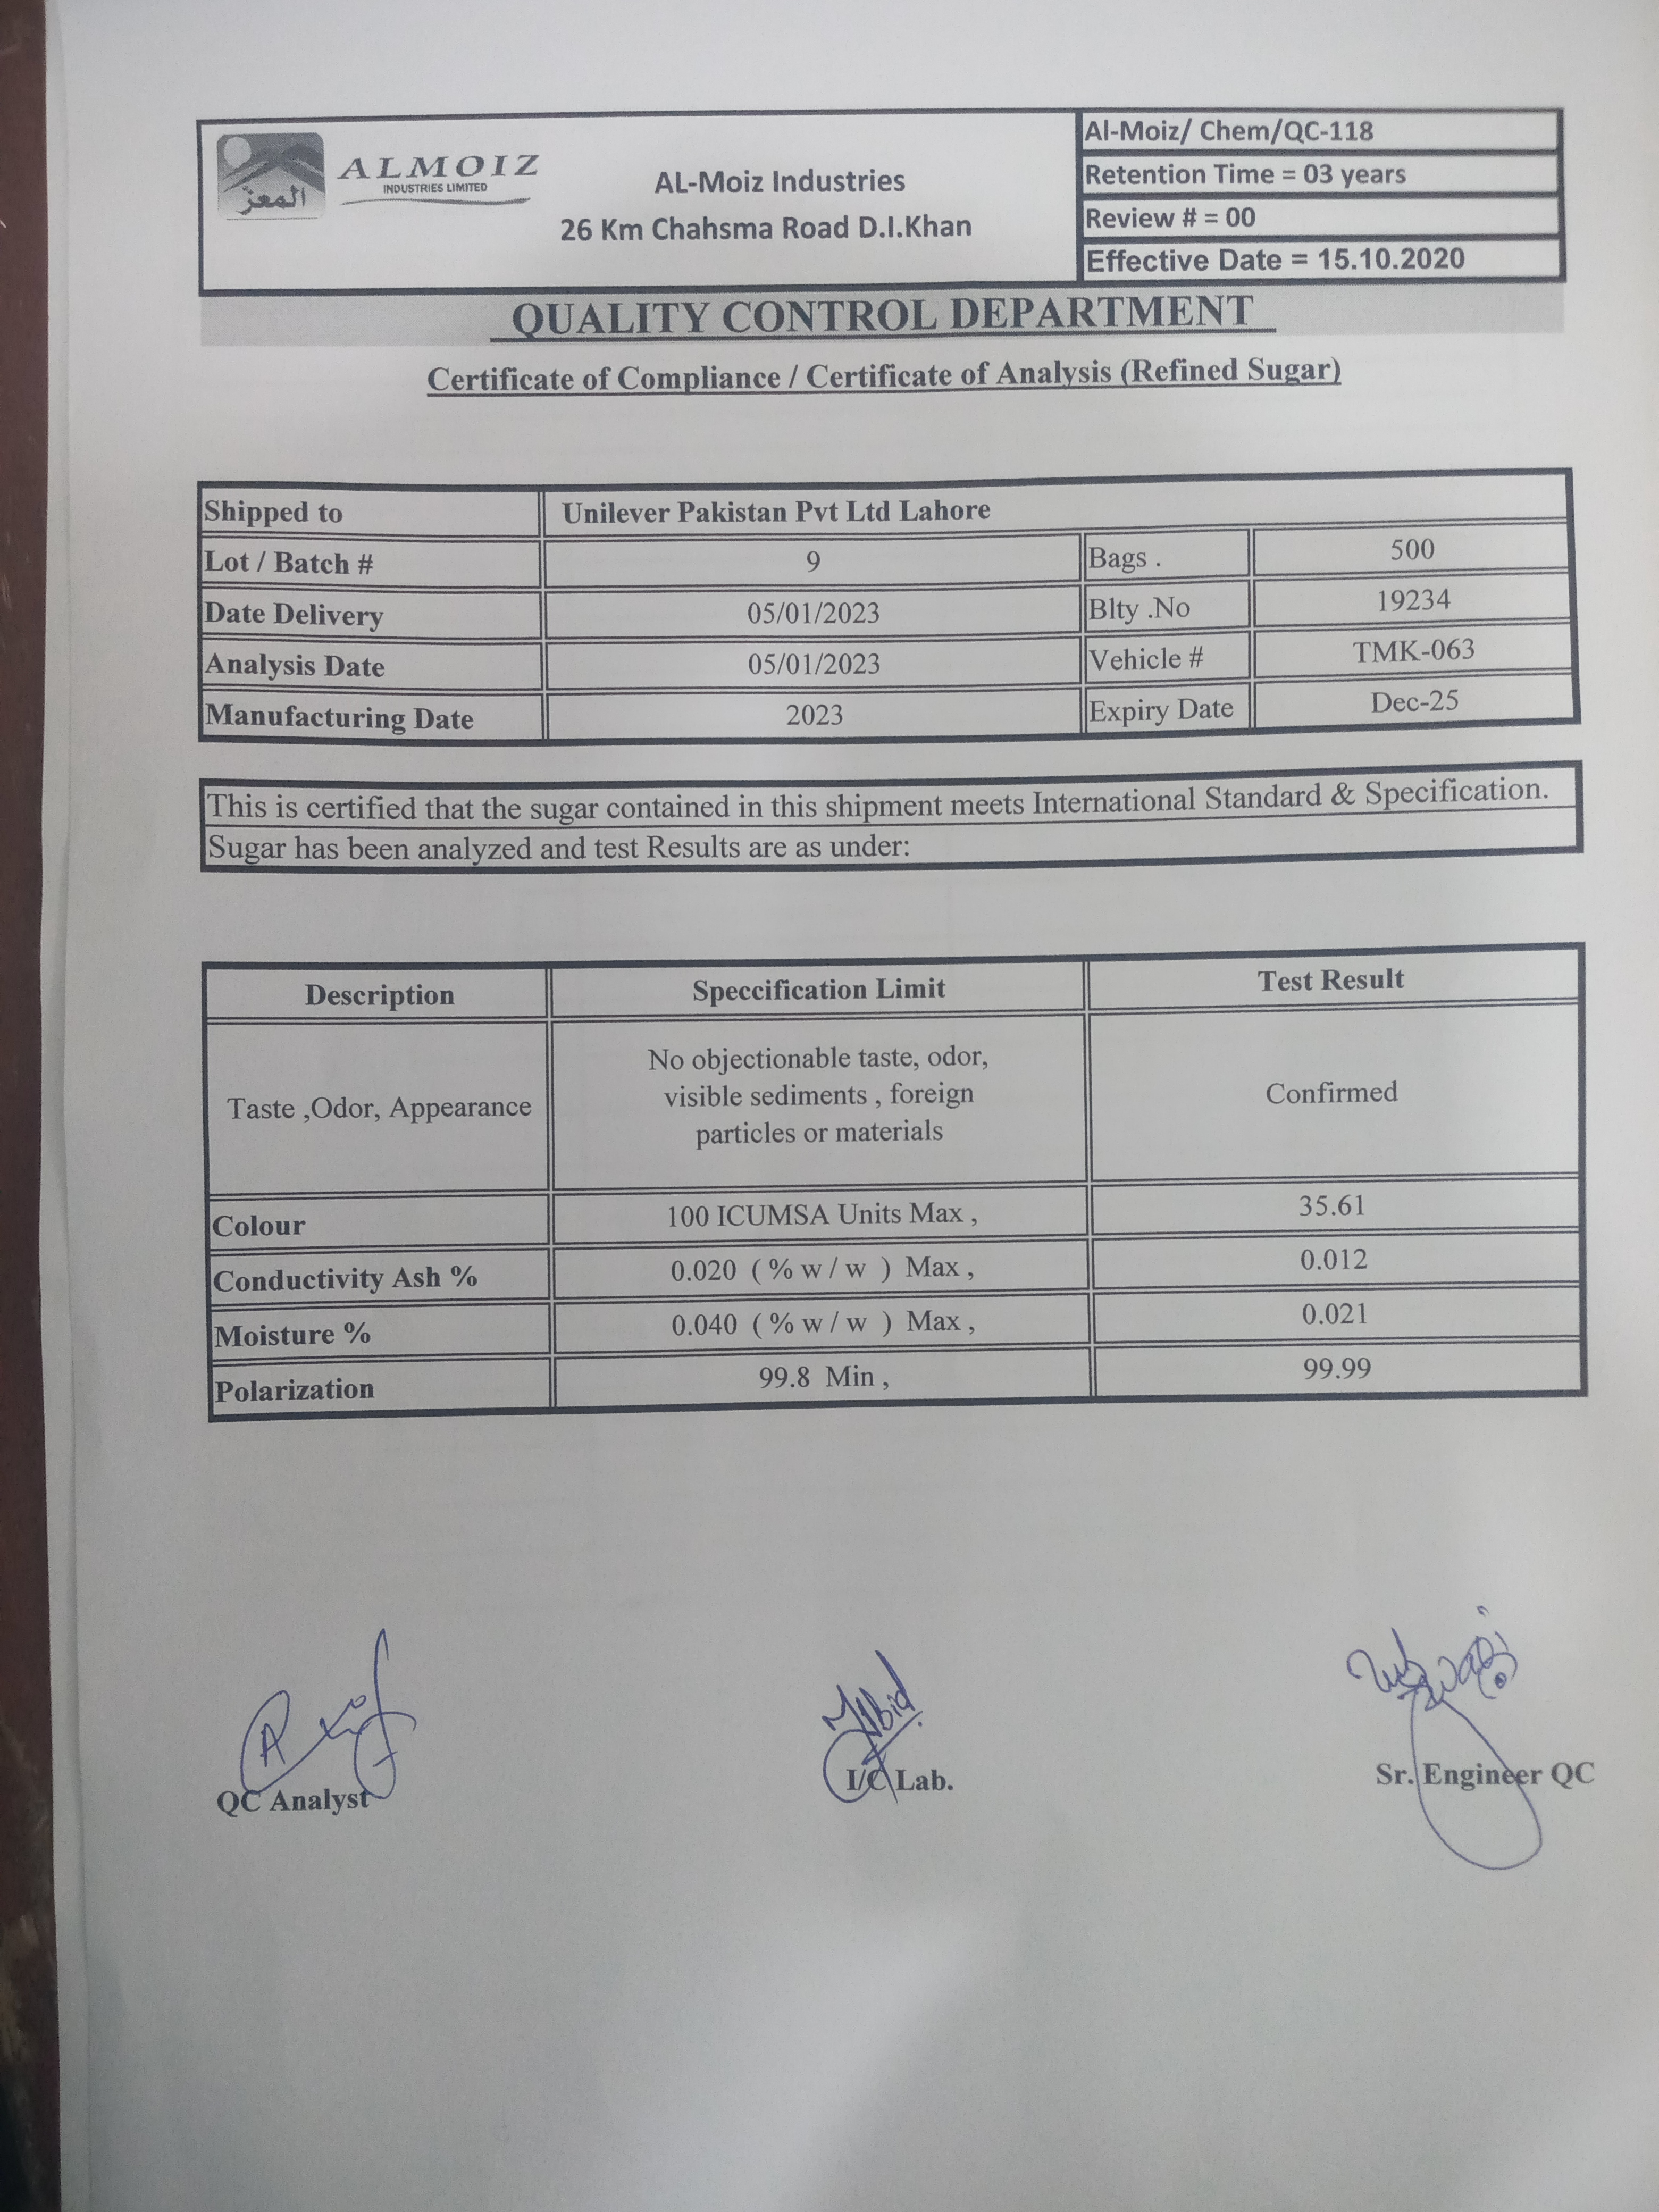 المعز
ALMOIZ
INDUSTRIES LIMITED
AL-Moiz Industries
26 Km Chahsma Road D.I.Khan
Al-Moiz/ Chem/QC-118
Retention Time = 03 years
Review # = 00
Effective Date = 15.10.2020
QUALITY CONTROL DEPARTMENT
Certificate of Compliance / Certificate of Analysis (Refined Sugar)
Shipped to Unilever Pakistan Pvt Ltd Lahore
Lot / Batch # 9 Bags . 500
Date Delivery 05/01/2023 Blty .No 19234
Analysis Date 05/01/2023 Vehicle # TMK-063
Manufacturing Date 2023 Expiry Date Dec-25
This is certified that the sugar contained in this shipment meets International Standard & Specification.
Sugar has been analyzed and test Results are as under:
Description Speccification Limit Test Result
No objectionable taste, odor,
visible sediments , foreign
particles or materials
Taste ,Odor, Appearance
Confirmed
Colour 100 ICUMSA Units Max , 35.61
Conductivity Ash % 0.020 ( % w / w ) Max , 0.012
Moisture % 0.040 ( % w / w ) Max , 0.021
Polarization 99.8 Min , 99.99
QC Analyst I/C Lab. Sr. Engineer QC